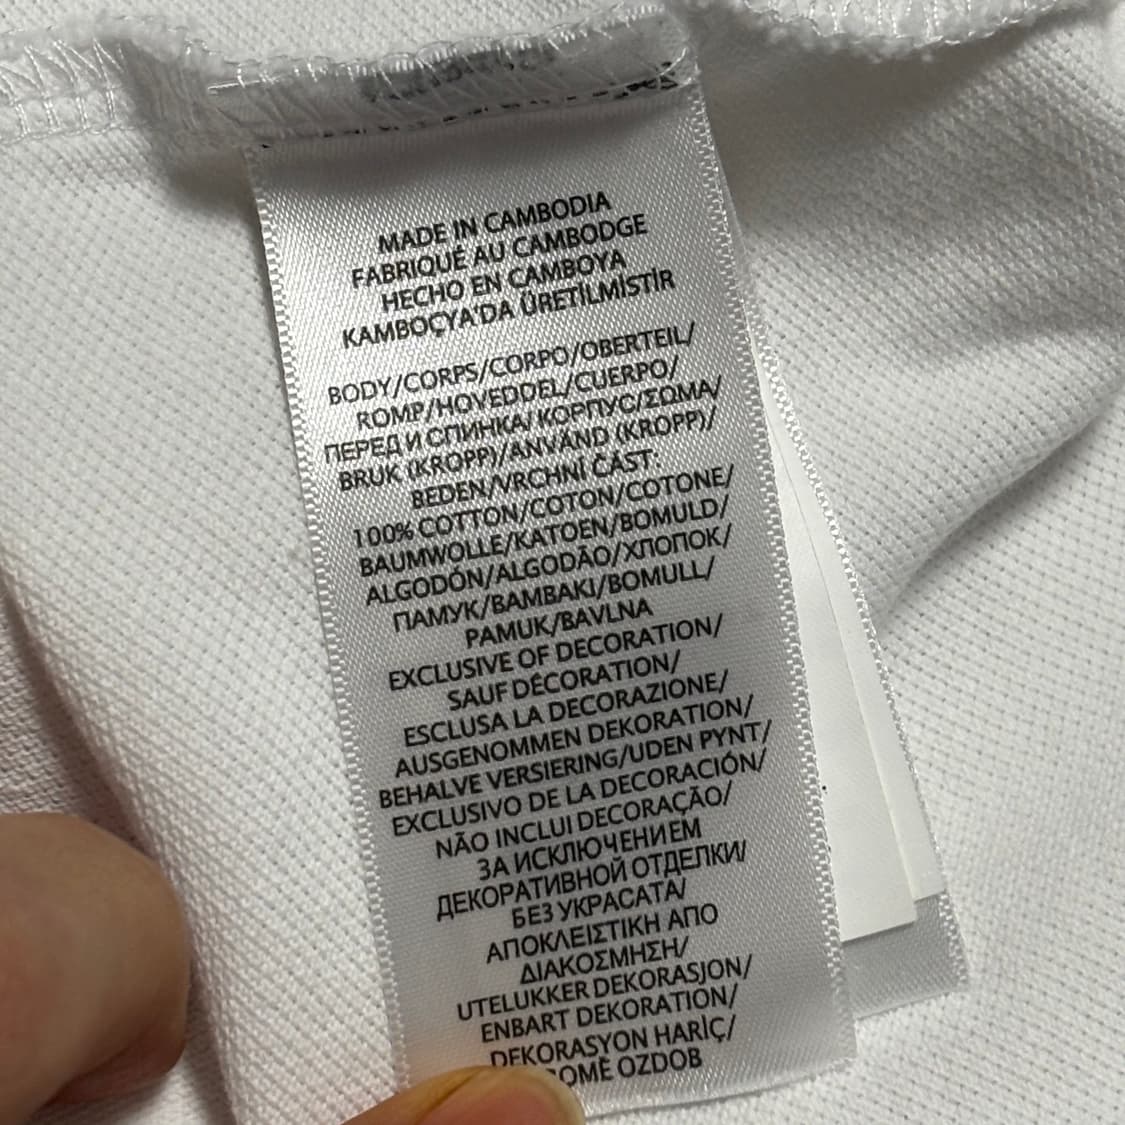 MADE IN CAMBODIA
FABRIQUÉ AU CAMBODGE
HECHO EN CAMBOYA
KAMBOÇYA'DA ÜRETİLMİSTİR
BODY/CORPS/CORPO/OBERTEIL/
ROMP/HOVEDDEL/CUERPO/
ПЕРЕД И СПИНКА/КОРПУС/ΣΩΜΑ/
BRUK (KROPP)/ANVÄND (KROPP)/
BEDEN/VRCHNÍ ČÁST:
100% COTTON/COTON/COTONE/
BAUMWOLLE/KATOEN/BOMULD/
ALGODÓN/ALGODÃO/ХЛОПОК/
ПАМУК/BAMBAKI/BOMULL/
PAMUK/BAVLNA
EXCLUSIVE OF DECORATION/
SAUF DÉCORATION/
ESCLUSA LA DECORAZIONE/
AUSGENOMMEN DEKORATION/
BEHALVE VERSIERING/UDEN PYNT/
EXCLUSIVO DE LA DECORACIÓN/
NÃO INCLUI DECORAÇÃO/
ЗА ИСКЛЮЧЕНИЕМ
ДЕКОРАТИВНОЙ ОТДЕЛКИ/
БЕЗ УКРАСАТА/
ΑΠΟΚΛΕΙΣΤΙΚΗ ΑΠΟ
ΔΙΑΚΟΣΜΗΣΗ/
UTELUKKER DEKORASJON/
ENBART DEKORATION/
DEKORASYON HARİÇ/
OZDOB